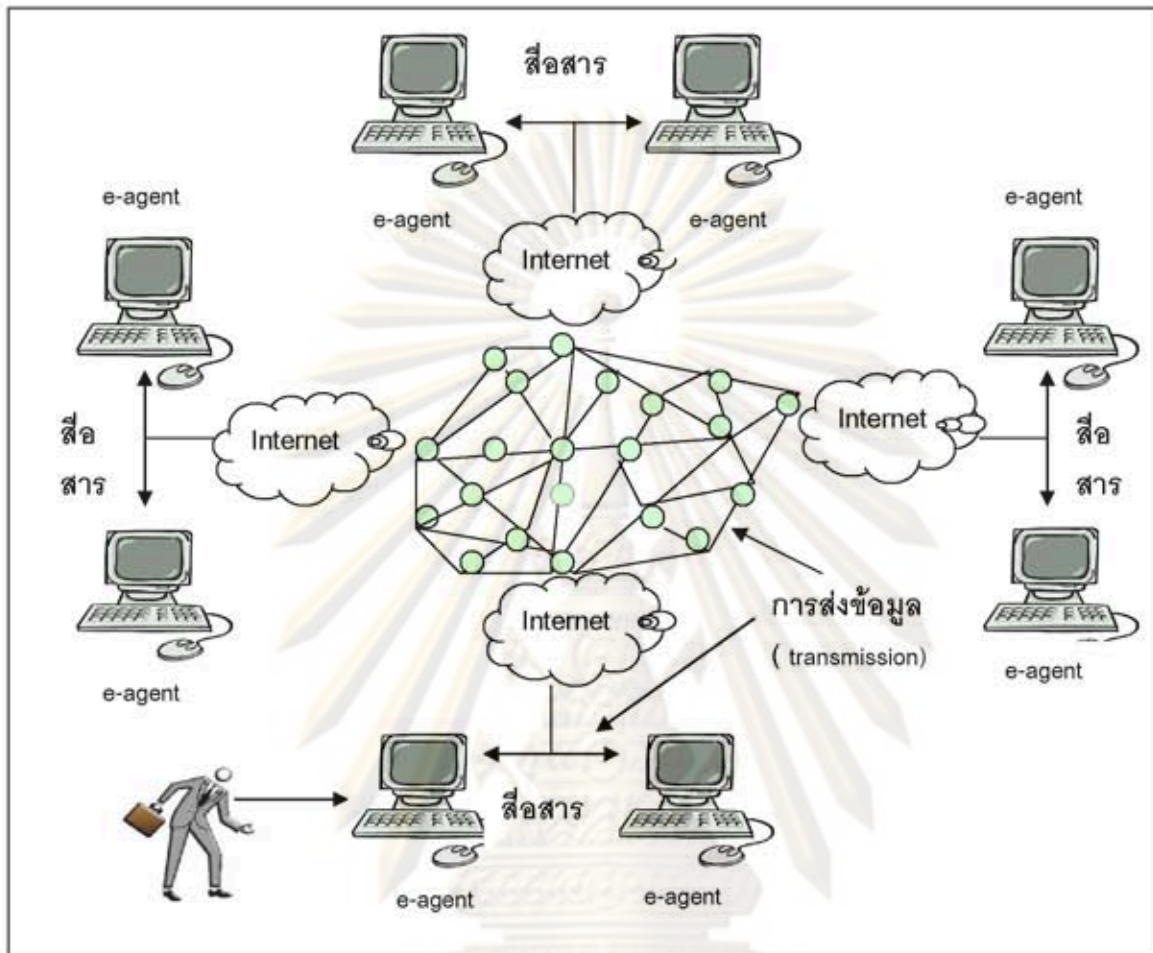 สื่อสาร
e-agent
e-agent
e-agent
e-agent
Internet
Internet
Internet
สื่อ
สาร
สื่อ
สาร
Internet
การส่งข้อมูล
( transmission)
e-agent
e-agent
สื่อสาร
e-agent
e-agent